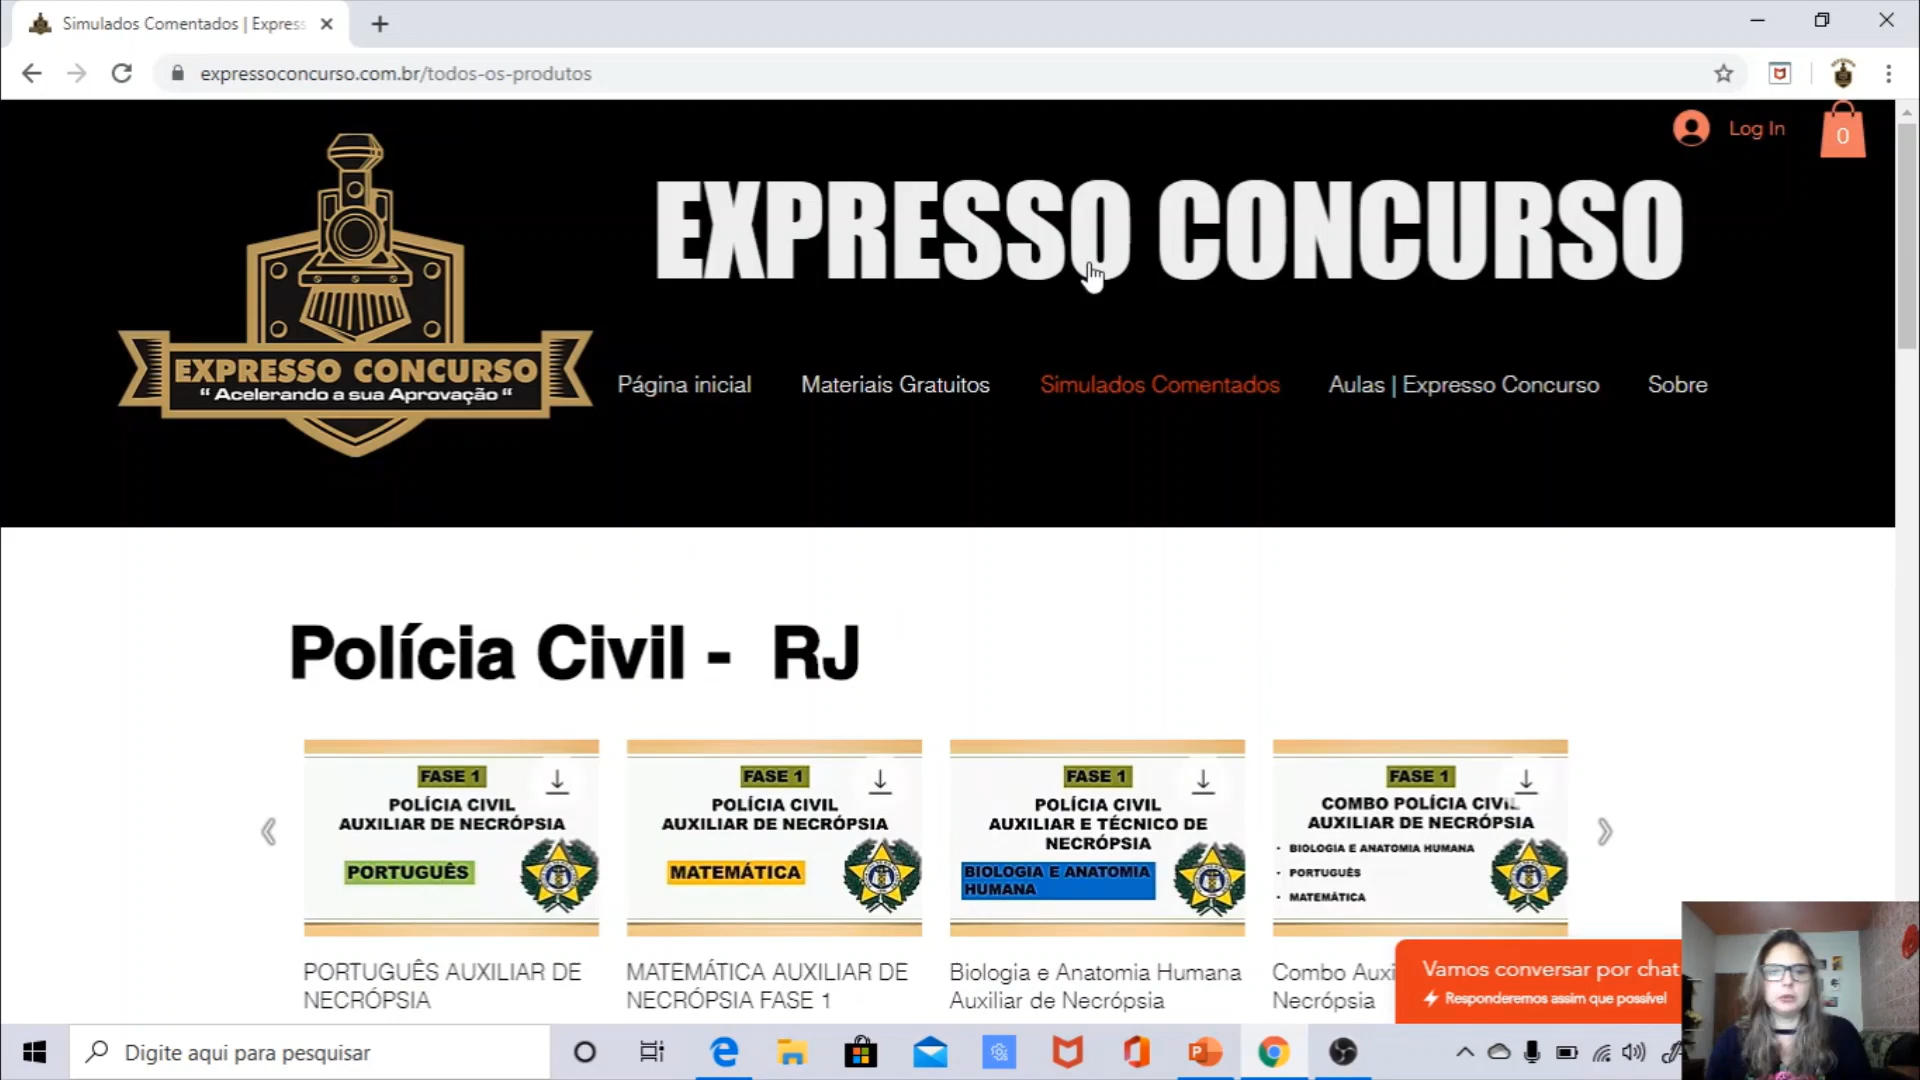 Simulados Comentados | Express
expressoconcurso.com.br/todos-os-produtos
Log In
0
EXPRESSO CONCURSO
EXPRESSO CONCURSO
“ Acelerando a sua Aprovação “
Página inicial
Materiais Gratuitos
Simulados Comentados
Aulas | Expresso Concurso
Sobre
Polícia Civil - RJ
FASE 1
POLÍCIA CIVIL
AUXILIAR DE NECRÓPSIA
PORTUGUÊS
FASE 1
POLÍCIA CIVIL
AUXILIAR DE NECRÓPSIA
MATEMÁTICA
FASE 1
POLÍCIA CIVIL
AUXILIAR E TÉCNICO DE
NECRÓPSIA
BIOLOGIA E ANATOMIA
HUMANA
FASE 1
COMBO POLÍCIA CIVIL
AUXILIAR DE NECRÓPSIA
• BIOLOGIA E ANATOMIA HUMANA
• PORTUGUÊS
• MATEMÁTICA
PORTUGUÊS AUXILIAR DE
NECRÓPSIA
MATEMÁTICA AUXILIAR DE
NECRÓPSIA FASE 1
Biologia e Anatomia Humana
Auxiliar de Necrópsia
Combo Auxi
Necrópsia
Vamos conversar por chat
Responderemos assim que possível
Digite aqui para pesquisar